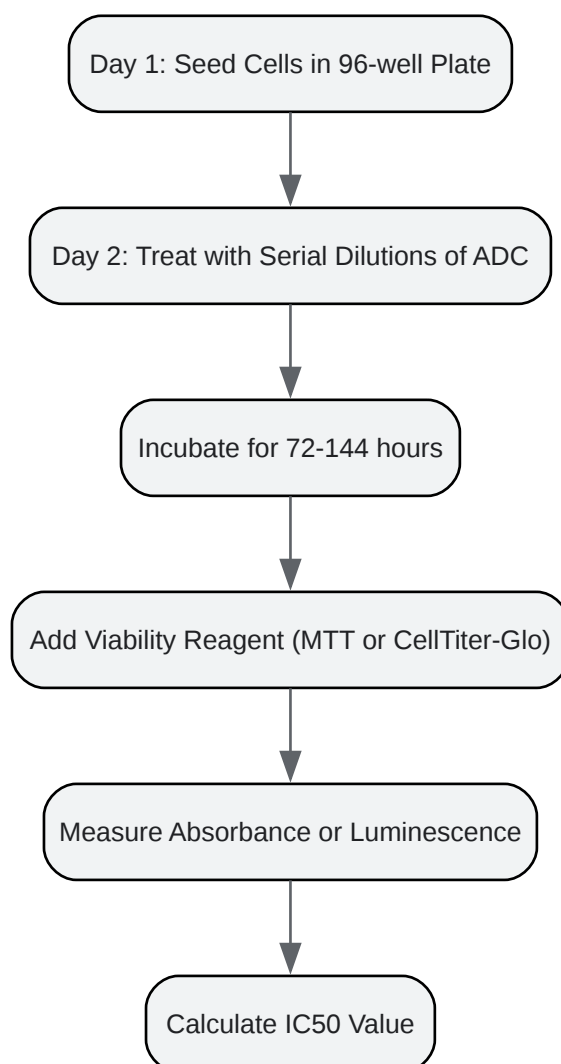 Day 1: Seed Cells in 96-well Plate
Day 2: Treat with Serial Dilutions of ADC
Incubate for 72-144 hours
Add Viability Reagent (MTT or CellTiter-Glo)
Measure Absorbance or Luminescence
Calculate IC50 Value